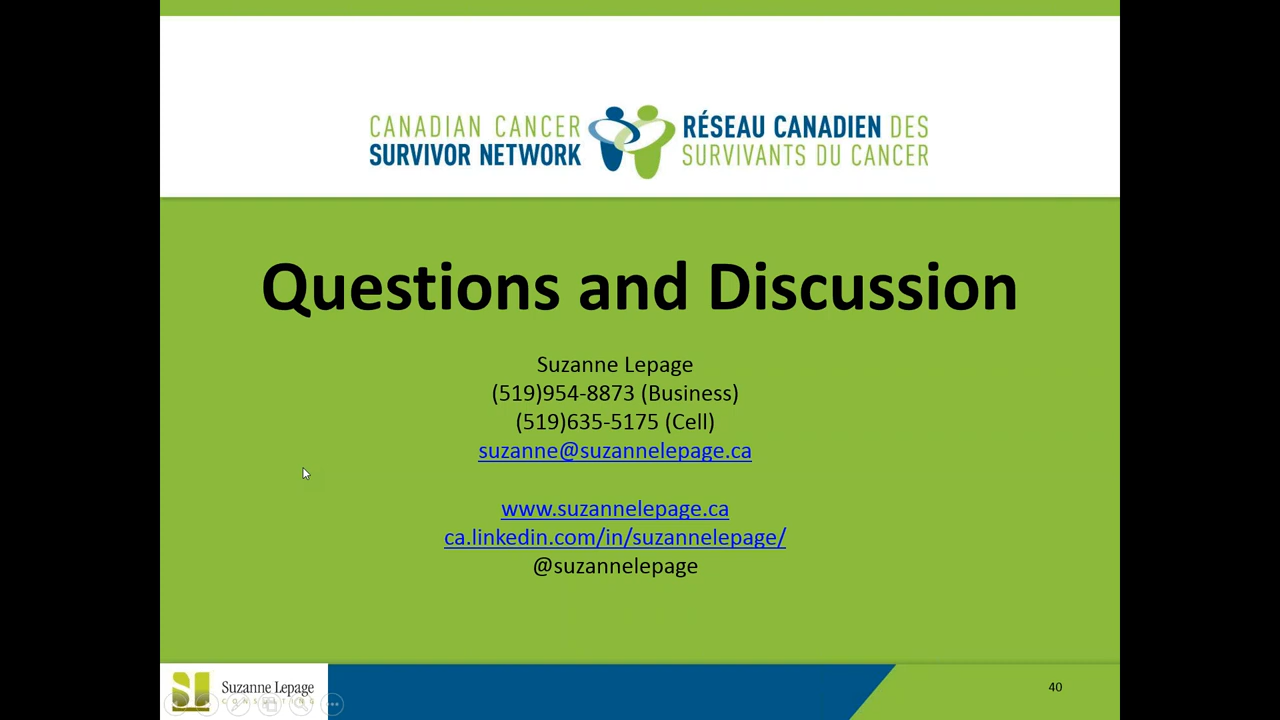 CANADIAN CANCER
SURVIVOR NETWORK
RÉSEAU CANADIEN DES
SURVIVANTS DU CANCER
Questions and Discussion
Suzanne Lepage
(519)954-8873 (Business)
(519)635-5175 (Cell)
suzanne@suzannelepage.ca
www.suzannelepage.ca
ca.linkedin.com/in/suzannelepage/
@suzannelepage
SL
Suzanne Lepage
CONSULTING
40